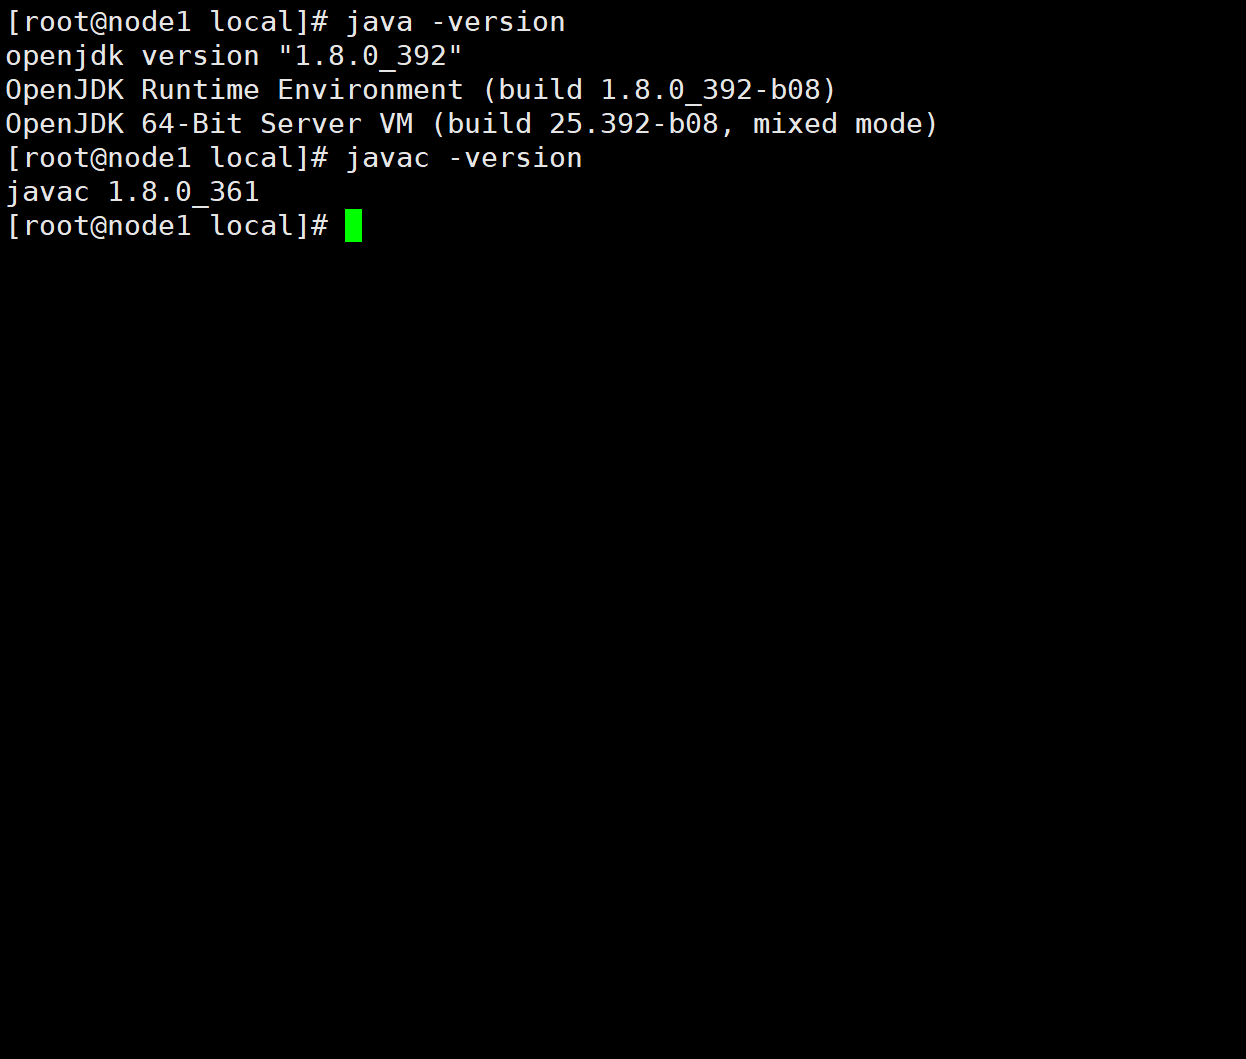 [root@node1 local]# java -version
openjdk version "1.8.0_392"
OpenJDK Runtime Environment (build 1.8.0_392-b08)
OpenJDK 64-Bit Server VM (build 25.392-b08, mixed mode)
[root@node1 local]# javac -version
javac 1.8.0_361
[root@node1 local]#